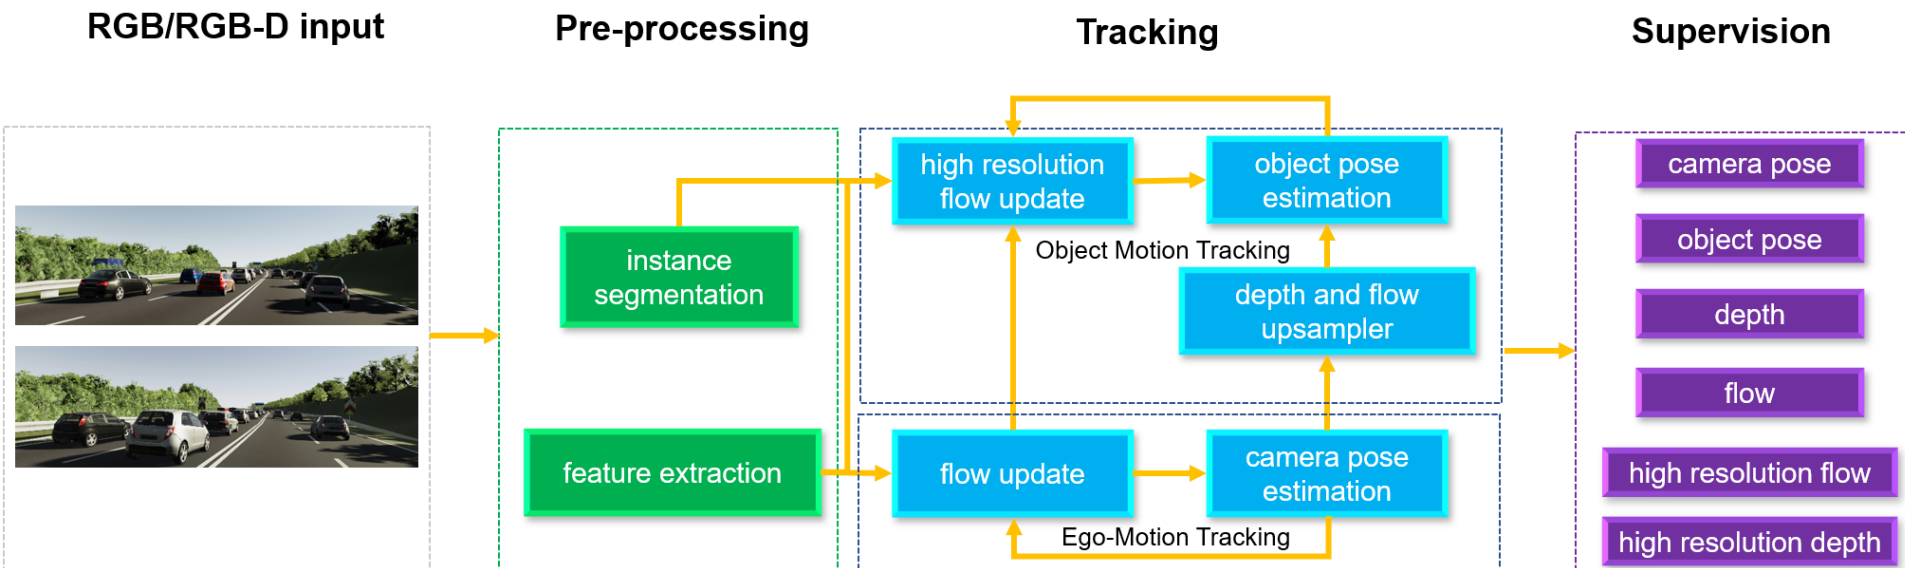 RGB/RGB-D input
Pre-processing
Tracking
Supervision
instance
segmentation
feature extraction
high resolution
flow update
object pose
estimation
Object Motion Tracking
depth and flow
upsampler
flow update
camera pose
estimation
Ego-Motion Tracking
camera pose
object pose
depth
flow
high resolution flow
high resolution depth